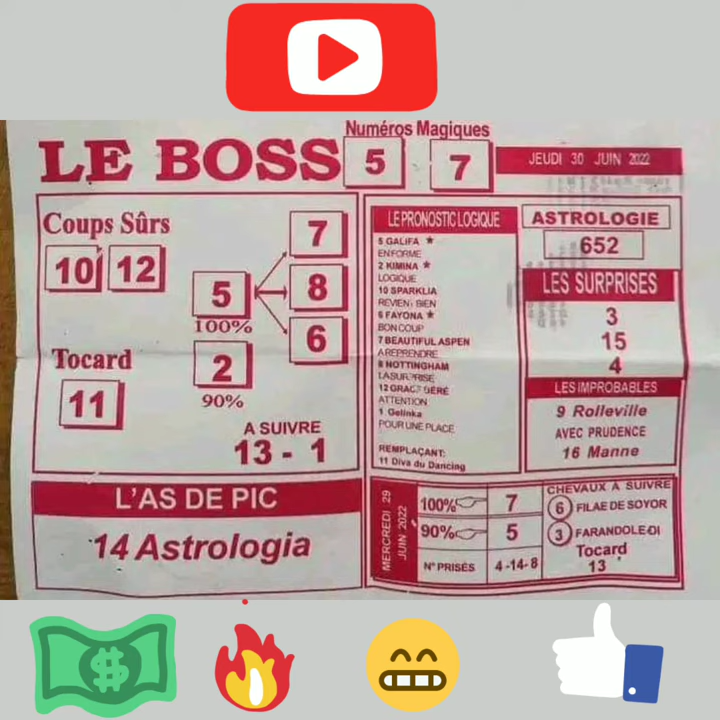 Numéros Magiques
LE BOSS 5 7
JEUDI 30 JUIN 2022
Coups Sûrs
10 12
7
5 8
100% 6
Tocard 2
11 90%
A SUIVRE
13 - 1
L'AS DE PIC
14 Astrologia
LE PRONOSTIC LOGIQUE
5 GALIFA ★
EN FORME
2 KIMINA ★
LOGIQUE
10 SPARKLIA
REVIENT BIEN
6 FAYONA ★
BON COUP
7 BEAUTIFUL ASPEN
A REPRENDRE
8 NOTTINGHAM
LA SURPRISE
12
ATTENTION
1 Gelinka
POUR UNE PLACE
REMPLAÇANT:
11 Diva du Dancing
ASTROLOGIE
652
LES SURPRISES
3
15
4
LES IMPROBABLES
9 Rolleville
AVEC PRUDENCE
16 Manne
MERCREDI 29
JUIN 2022
100% 7
90% 5
N° PRISÉS 4-14-8
CHEVAUX A SUIVRE
6 FILAE DE SOYOR
3 FARANDOLE DI
Tocard
13